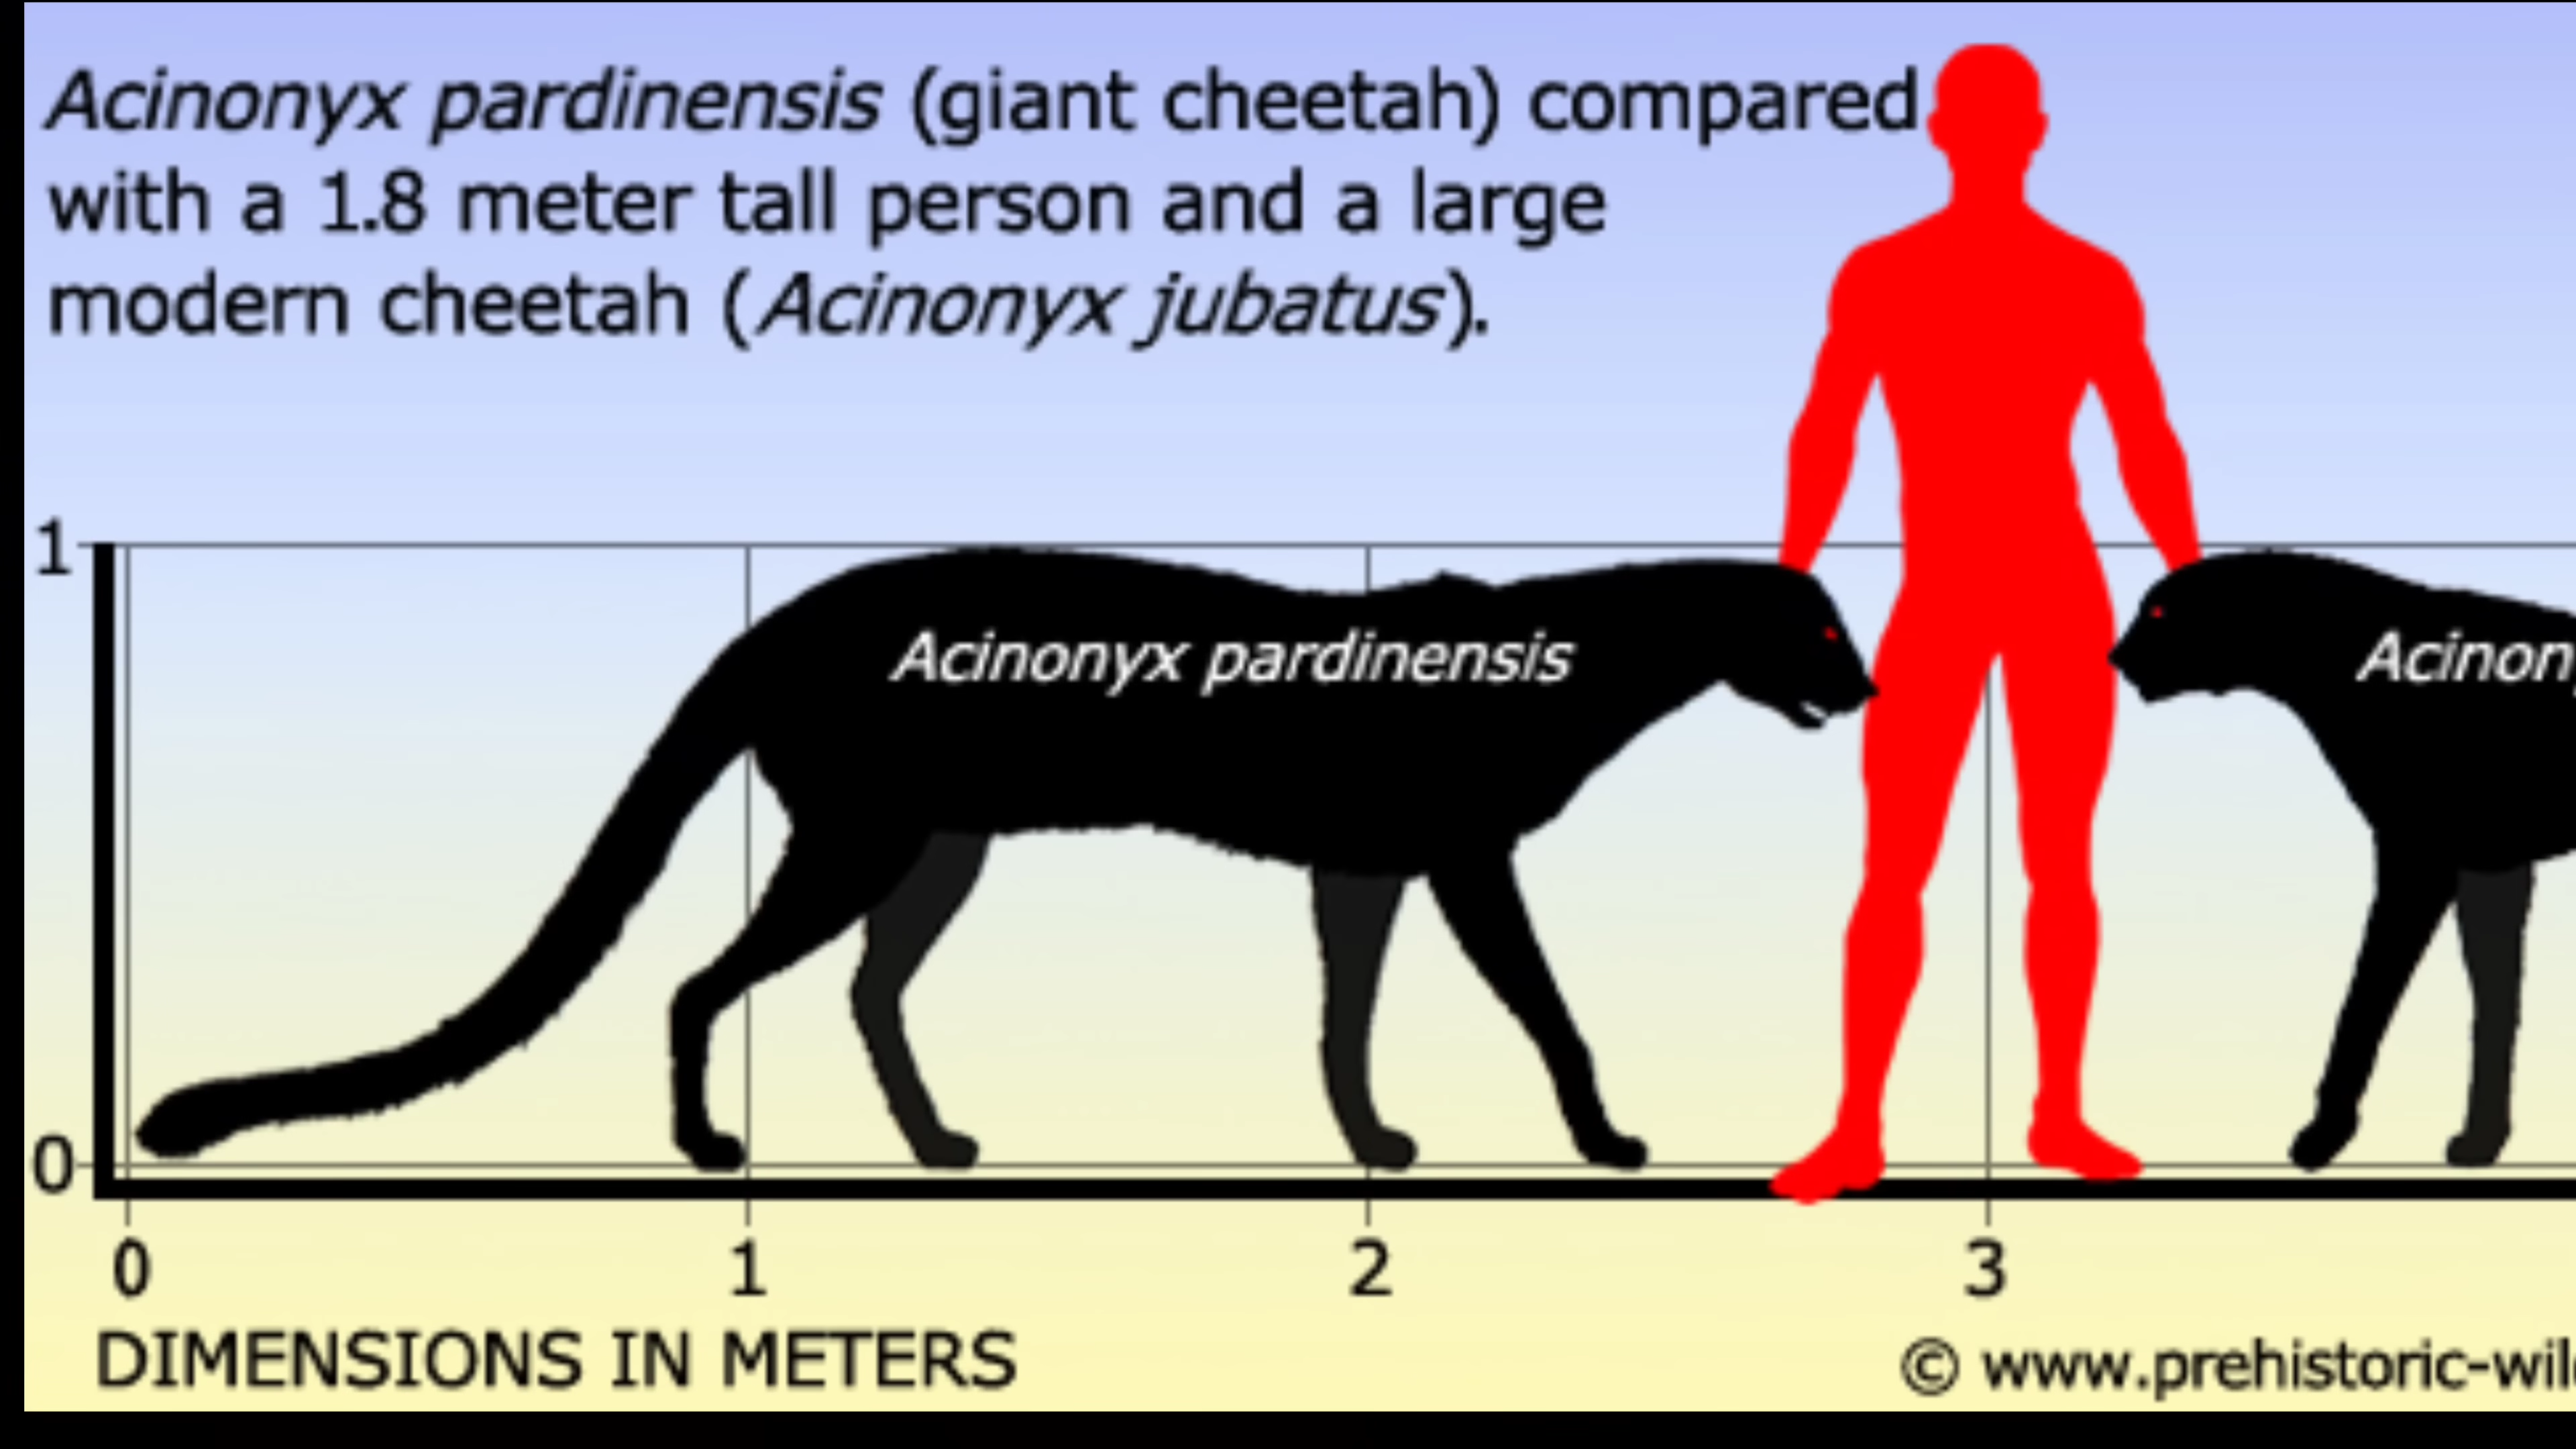 Acinonyx pardinensis (giant cheetah) compared
with a 1.8 meter tall person and a large
modern cheetah (Acinonyx jubatus).
1
Acinonyx pardinensis
Acinon
0
0 1 2 3
DIMENSIONS IN METERS
© www.prehistoric-wil